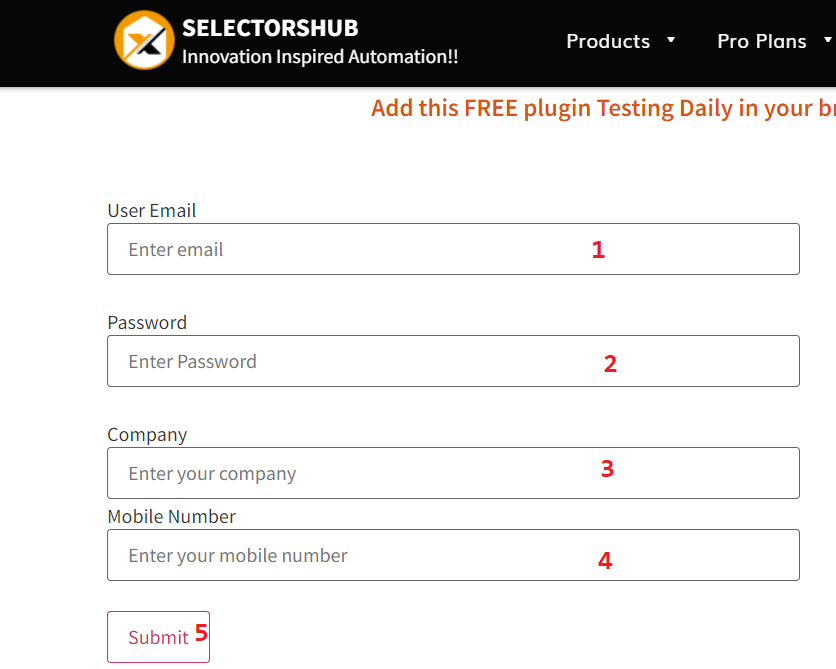 SELECTORSHUB
Innovation Inspired Automation!!
Products Pro Plans
Add this FREE plugin Testing Daily in your
User Email
Enter email 1
Password
Enter Password 2
Company
Enter your company 3
Mobile Number
Enter your mobile number 4
Submit 5